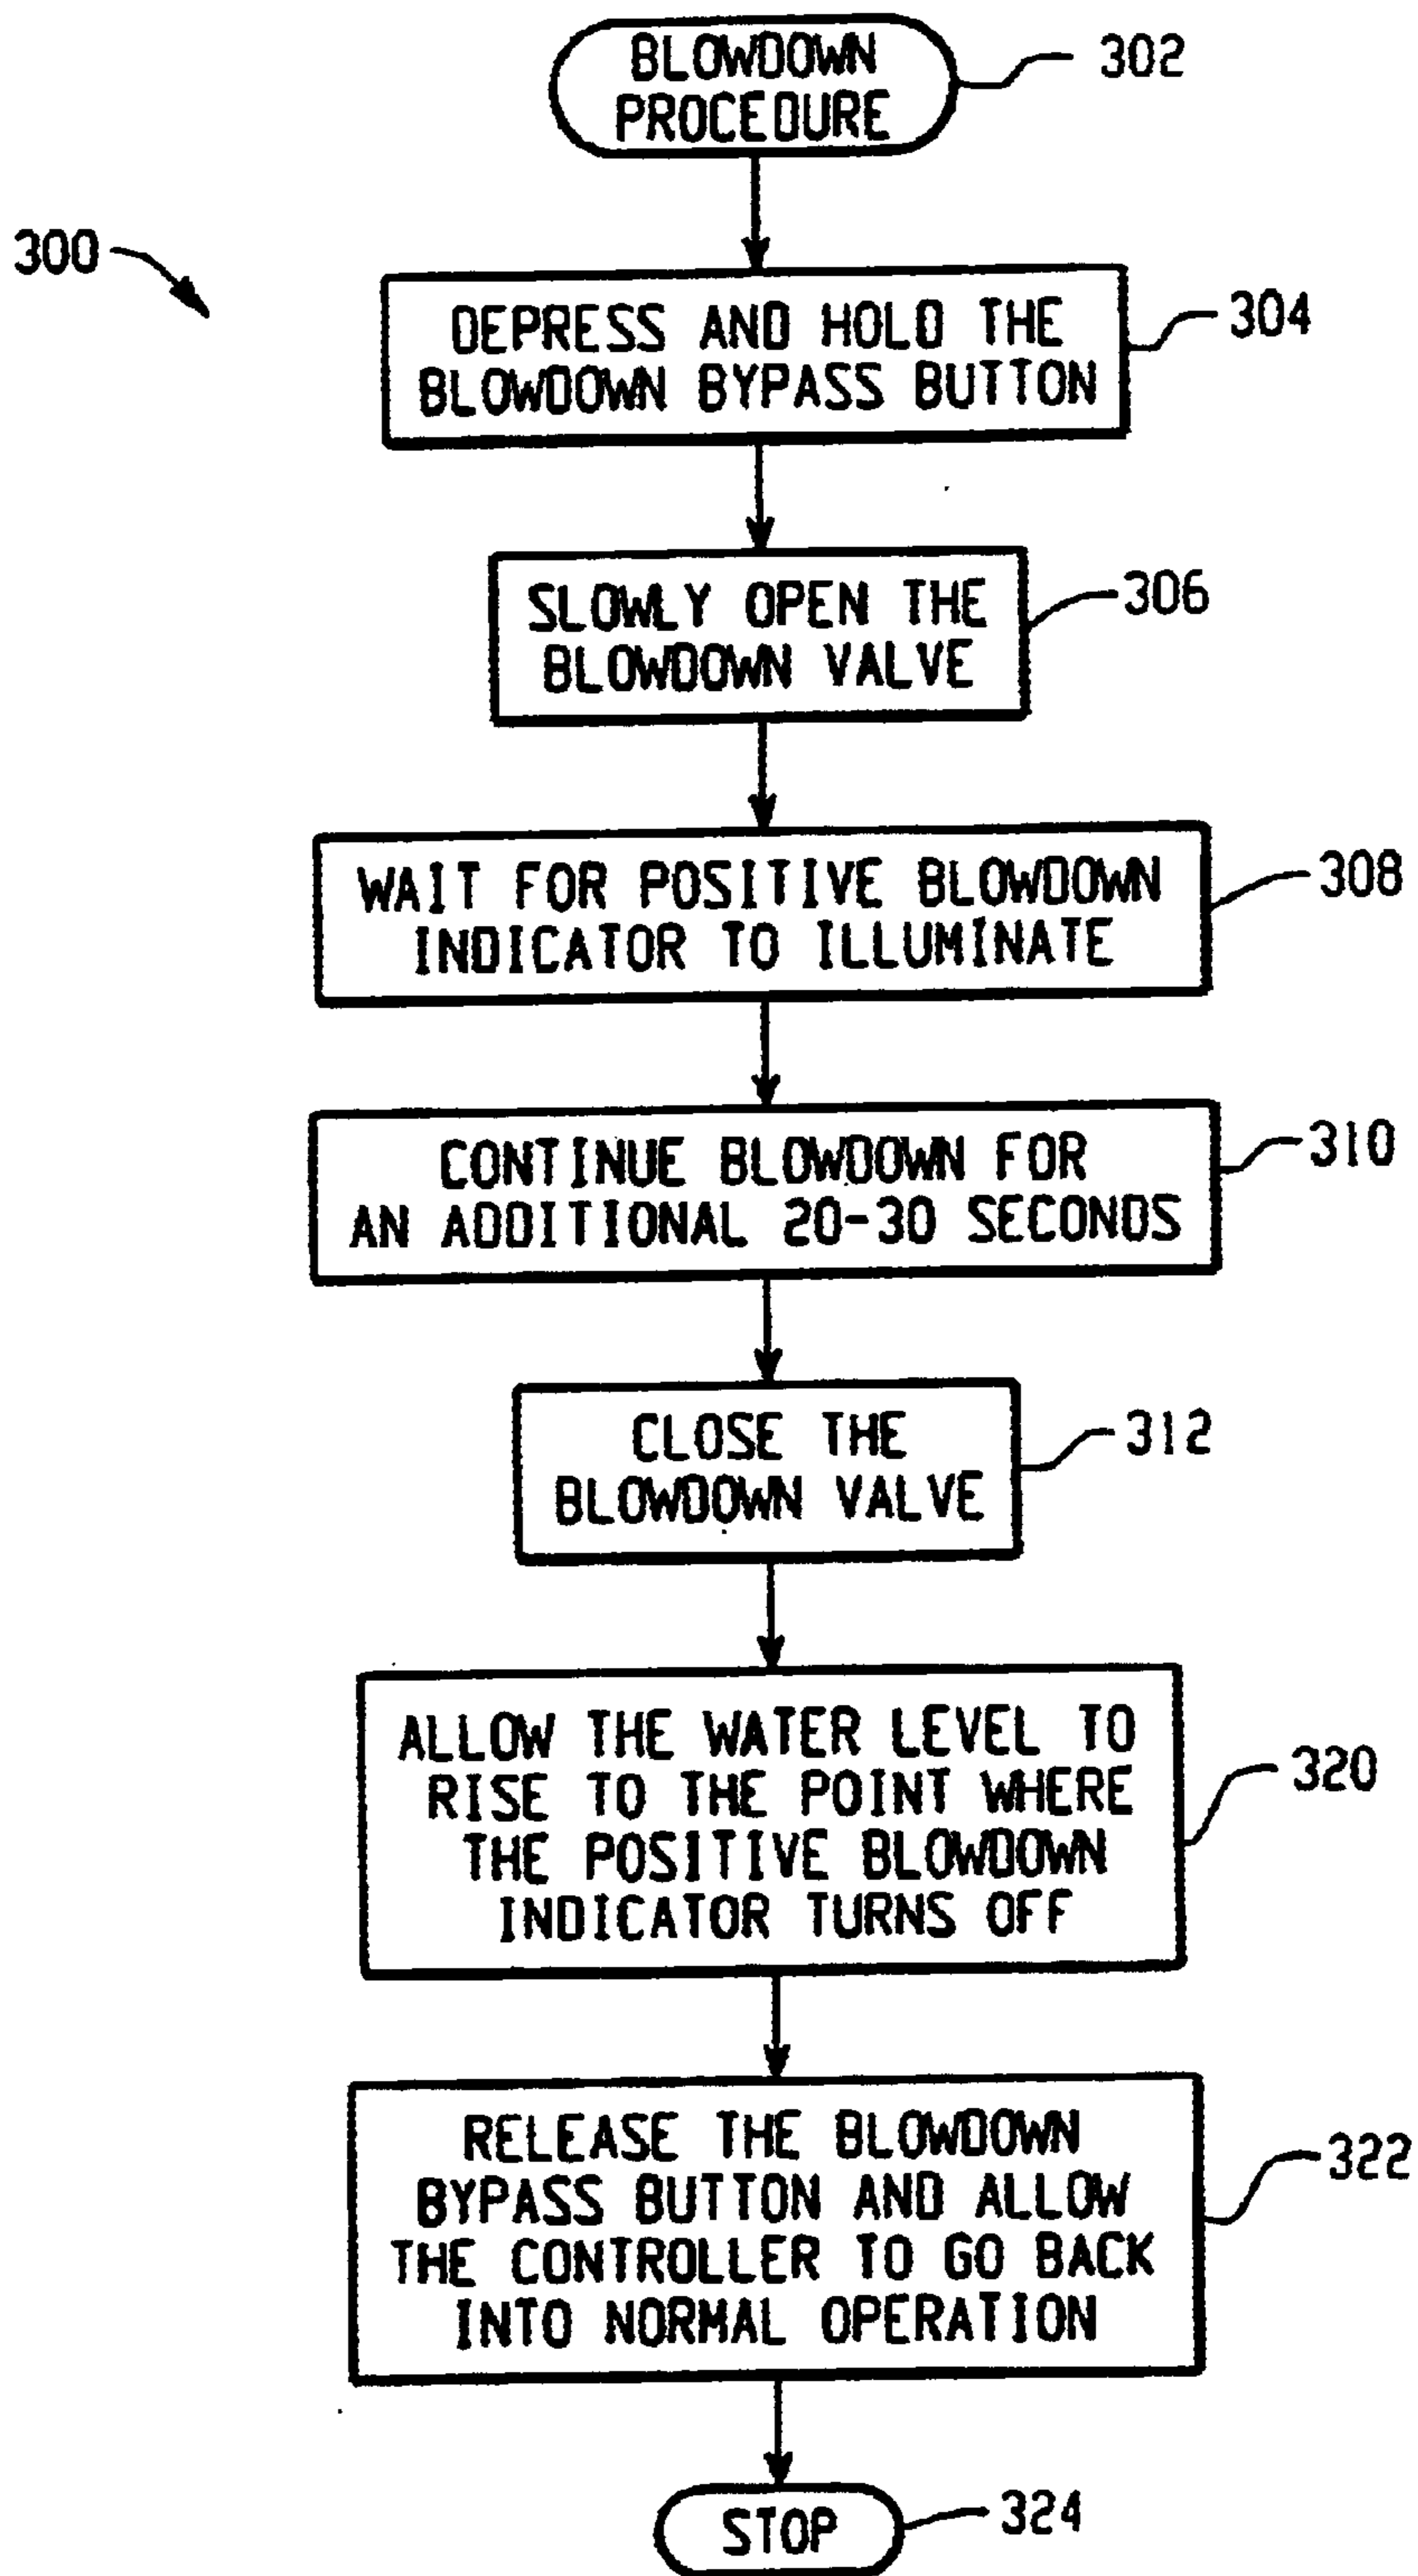 BLOWDOWN
PROCEDURE
302
300
DEPRESS AND HOLD THE
BLOWDOWN BYPASS BUTTON
304
SLOWLY OPEN THE
BLOWDOWN VALVE
306
WAIT FOR POSITIVE BLOWDOWN
INDICATOR TO ILLUMINATE
308
CONTINUE BLOWDOWN FOR
AN ADDITIONAL 20-30 SECONDS
310
CLOSE THE
BLOWDOWN VALVE
312
ALLOW THE WATER LEVEL TO
RISE TO THE POINT WHERE
THE POSITIVE BLOWDOWN
INDICATOR TURNS OFF
320
RELEASE THE BLOWDOWN
BYPASS BUTTON AND ALLOW
THE CONTROLLER TO GO BACK
INTO NORMAL OPERATION
322
STOP
324